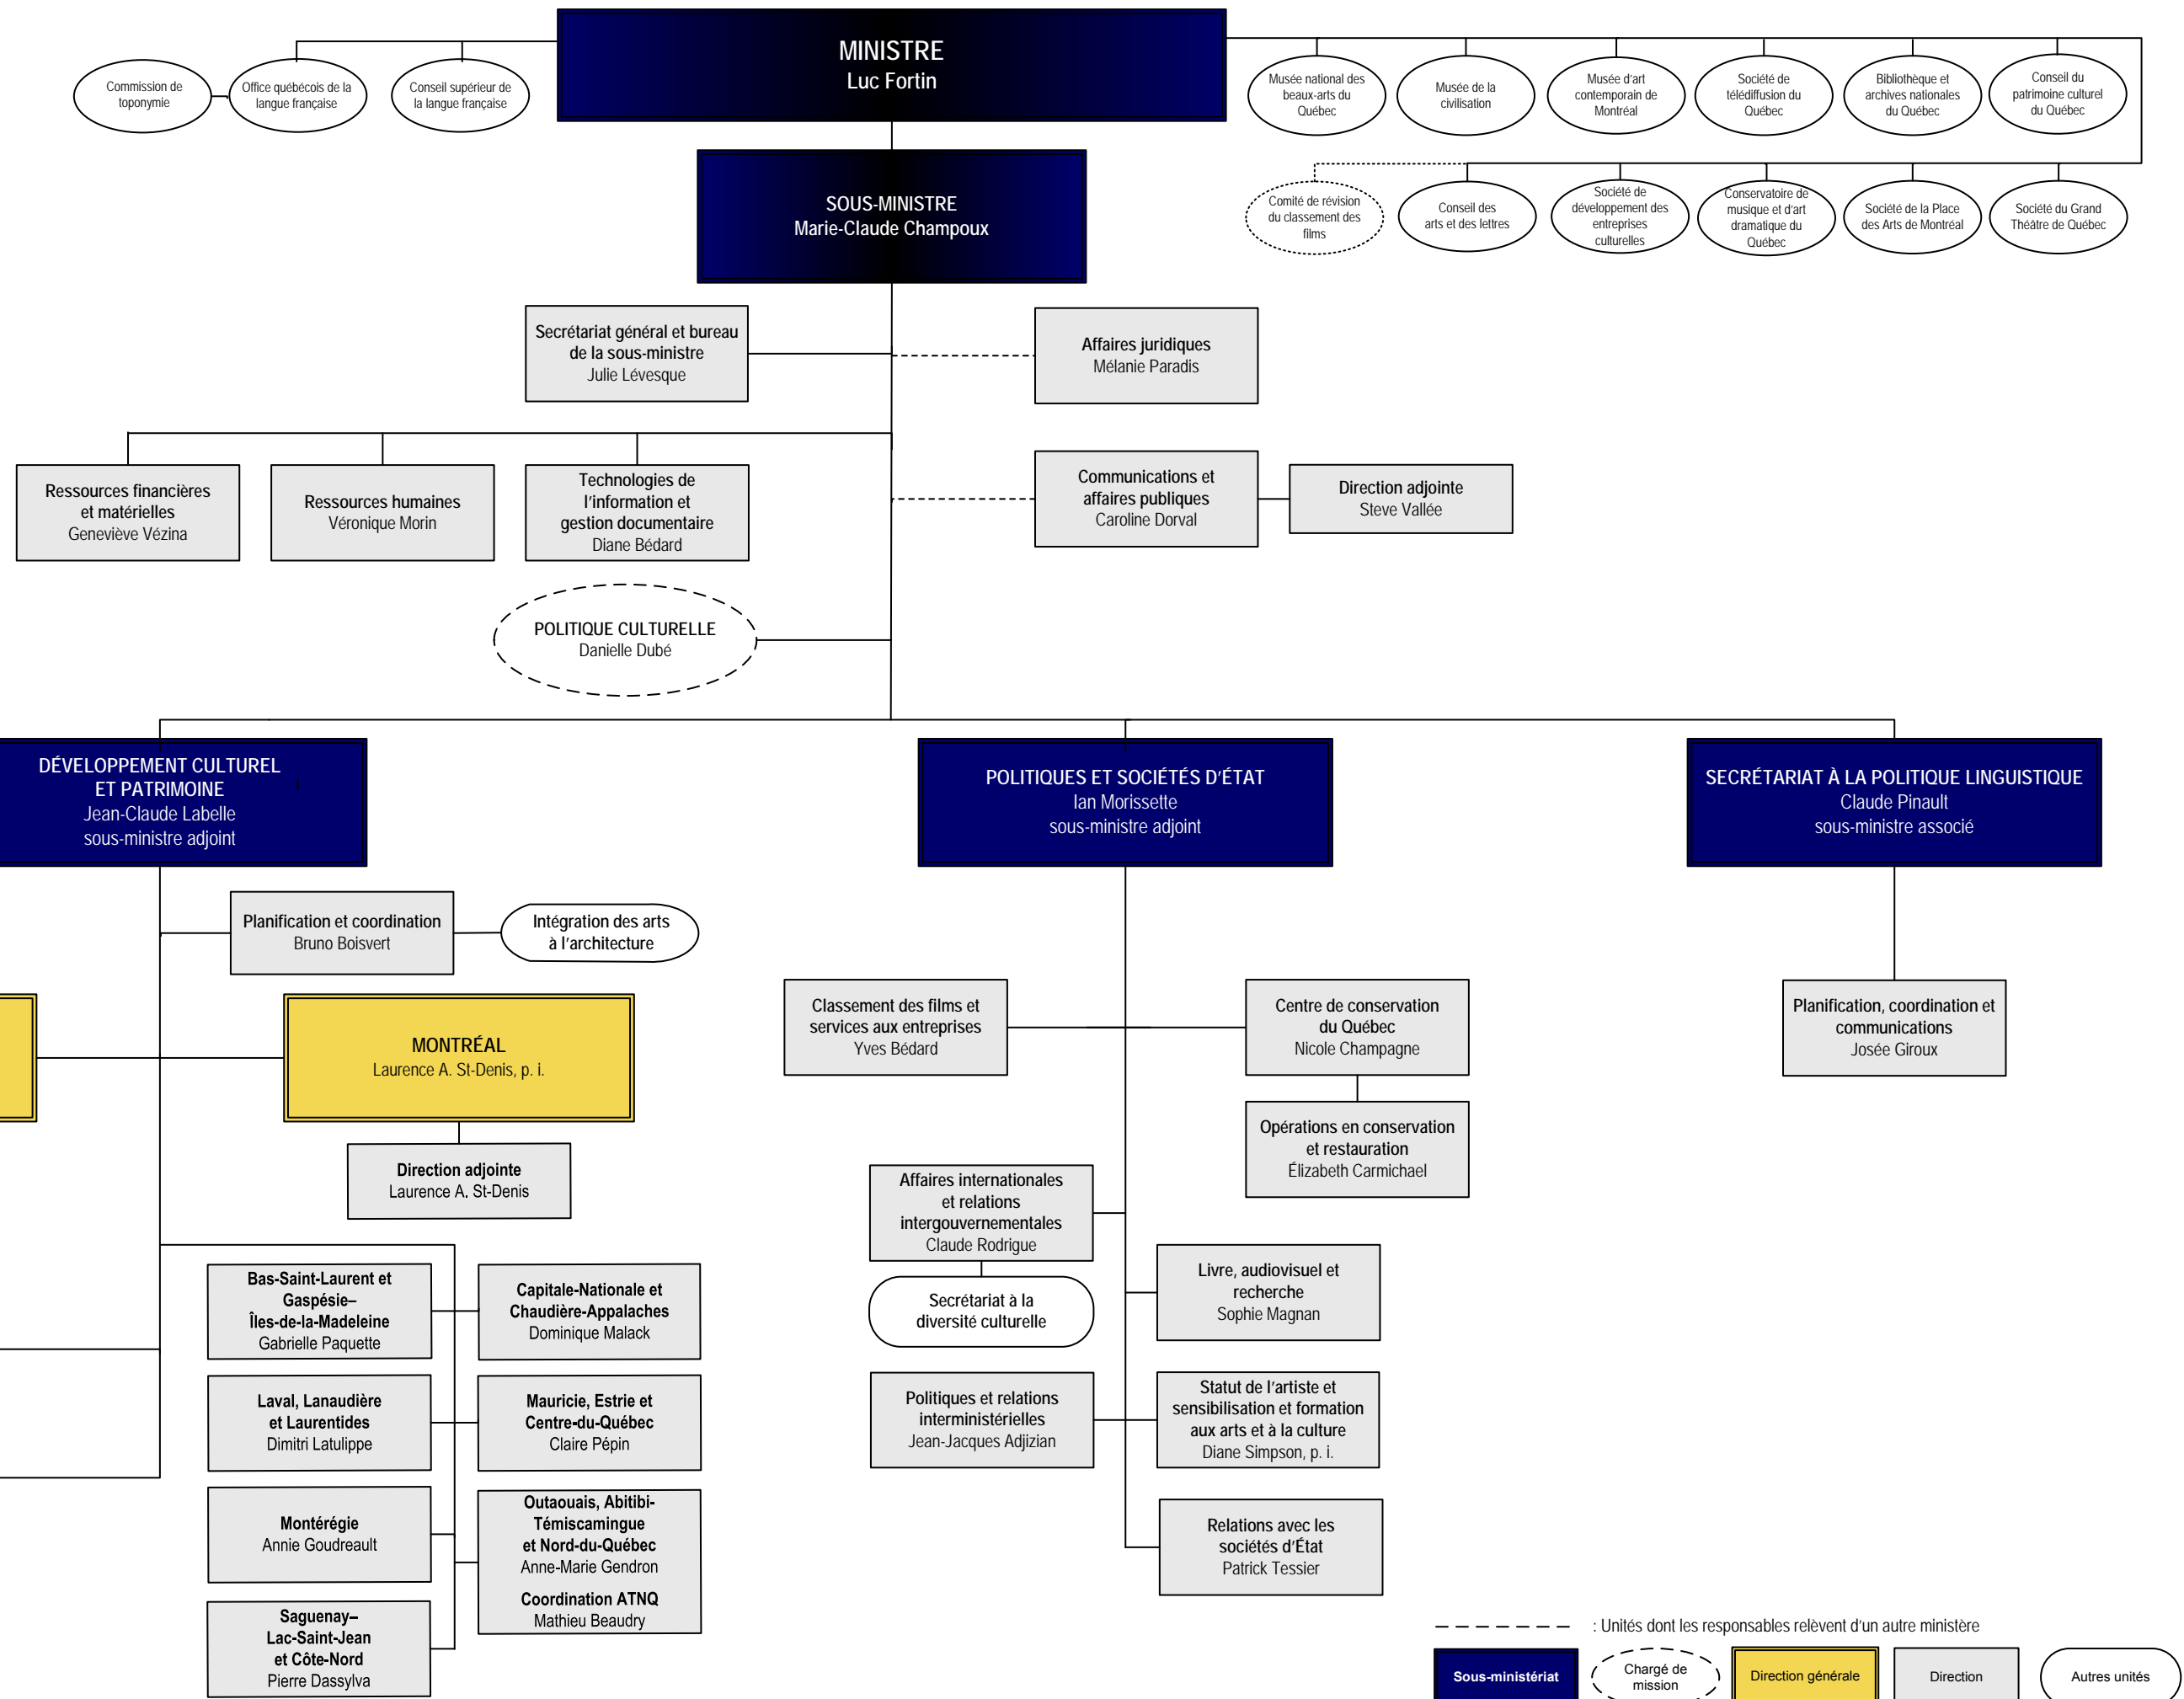 MINISTRE
Luc Fortin
Commission de
toponymie
Office québécois de la
langue française
Conseil supérieur de
la langue française
Musée national des
beaux-arts du
Québec
Musée de la
civilisation
Musée d'art
contemporain de
Montréal
Société de
télédiffusion du
Québec
Bibliothèque et
archives nationales
du Québec
Conseil du
patrimoine culturel
du Québec
SOUS-MINISTRE
Marie-Claude Champoux
Comité de révision
du classement des
films
Conseil des
arts et des lettres
Société de
développement des
entreprises
culturelles
Conservatoire de
musique et d'art
dramatique du
Québec
Société de la Place
des Arts de Montréal
Société du Grand
Théâtre de Québec
Secrétariat général et bureau
de la sous-ministre
Julie Lévesque
Affaires juridiques
Mélanie Paradis
Ressources financières
et matérielles
Geneviève Vézina
Ressources humaines
Véronique Morin
Technologies de
l'information et
gestion documentaire
Diane Bédard
Communications et
affaires publiques
Caroline Dorval
Direction adjointe
Steve Vallée
POLITIQUE CULTURELLE
Danielle Dubé
DÉVELOPPEMENT CULTUREL
ET PATRIMOINE
Jean-Claude Labelle
sous-ministre adjoint
POLITIQUES ET SOCIÉTÉS D'ÉTAT
Ian Morissette
sous-ministre adjoint
SECRÉTARIAT À LA POLITIQUE LINGUISTIQUE
Claude Pinault
sous-ministre associé
Planification et coordination
Bruno Boisvert
Intégration des arts
à l'architecture
MONTRÉAL
Laurence A. St-Denis, p. i.
Direction adjointe
Laurence A. St-Denis
Bas-Saint-Laurent et
Gaspésie–
Îles-de-la-Madeleine
Gabrielle Paquette
Capitale-Nationale et
Chaudière-Appalaches
Dominique Malack
Laval, Lanaudière
et Laurentides
Dimitri Latulippe
Mauricie, Estrie et
Centre-du-Québec
Claire Pépin
Montérégie
Annie Goudreault
Outaouais, Abitibi-
Témiscamingue
et Nord-du-Québec
Anne-Marie Gendron
Coordination ATNQ
Mathieu Beaudry
Saguenay–
Lac-Saint-Jean
et Côte-Nord
Pierre Dassylva
Classement des films et
services aux entreprises
Yves Bédard
Centre de conservation
du Québec
Nicole Champagne
Opérations en conservation
et restauration
Élizabeth Carmichael
Affaires internationales
et relations
intergouvernementales
Claude Rodrigue
Secrétariat à la
diversité culturelle
Livre, audiovisuel et
recherche
Sophie Magnan
Politiques et relations
interministérielles
Jean-Jacques Adjizian
Statut de l'artiste et
sensibilisation et formation
aux arts et à la culture
Diane Simpson, p. i.
Relations avec les
sociétés d'État
Patrick Tessier
Planification, coordination et
communications
Josée Giroux
: Unités dont les responsables relèvent d'un autre ministère
Sous-ministériat
Chargé de
mission
Direction générale
Direction
Autres unités